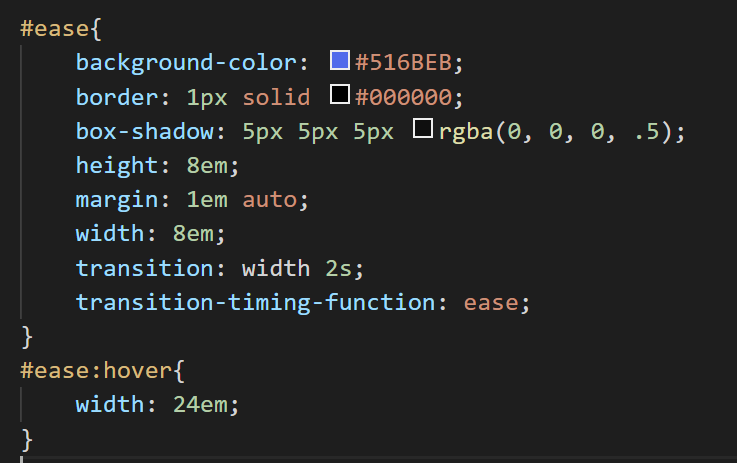 #ease{
    background-color: #516BEB;
    border: 1px solid #000000;
    box-shadow: 5px 5px 5px rgba(0, 0, 0, .5);
    height: 8em;
    margin: 1em auto;
    width: 8em;
    transition: width 2s;
    transition-timing-function: ease;
}
#ease:hover{
    width: 24em;
}